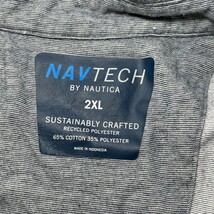 NAVTECH
BY NAUTICA
2XL
SUSTAINABLY CRAFTED
RECYCLED POLYESTER
65% COTTON 35% POLYESTER
MADE IN INDONESIA